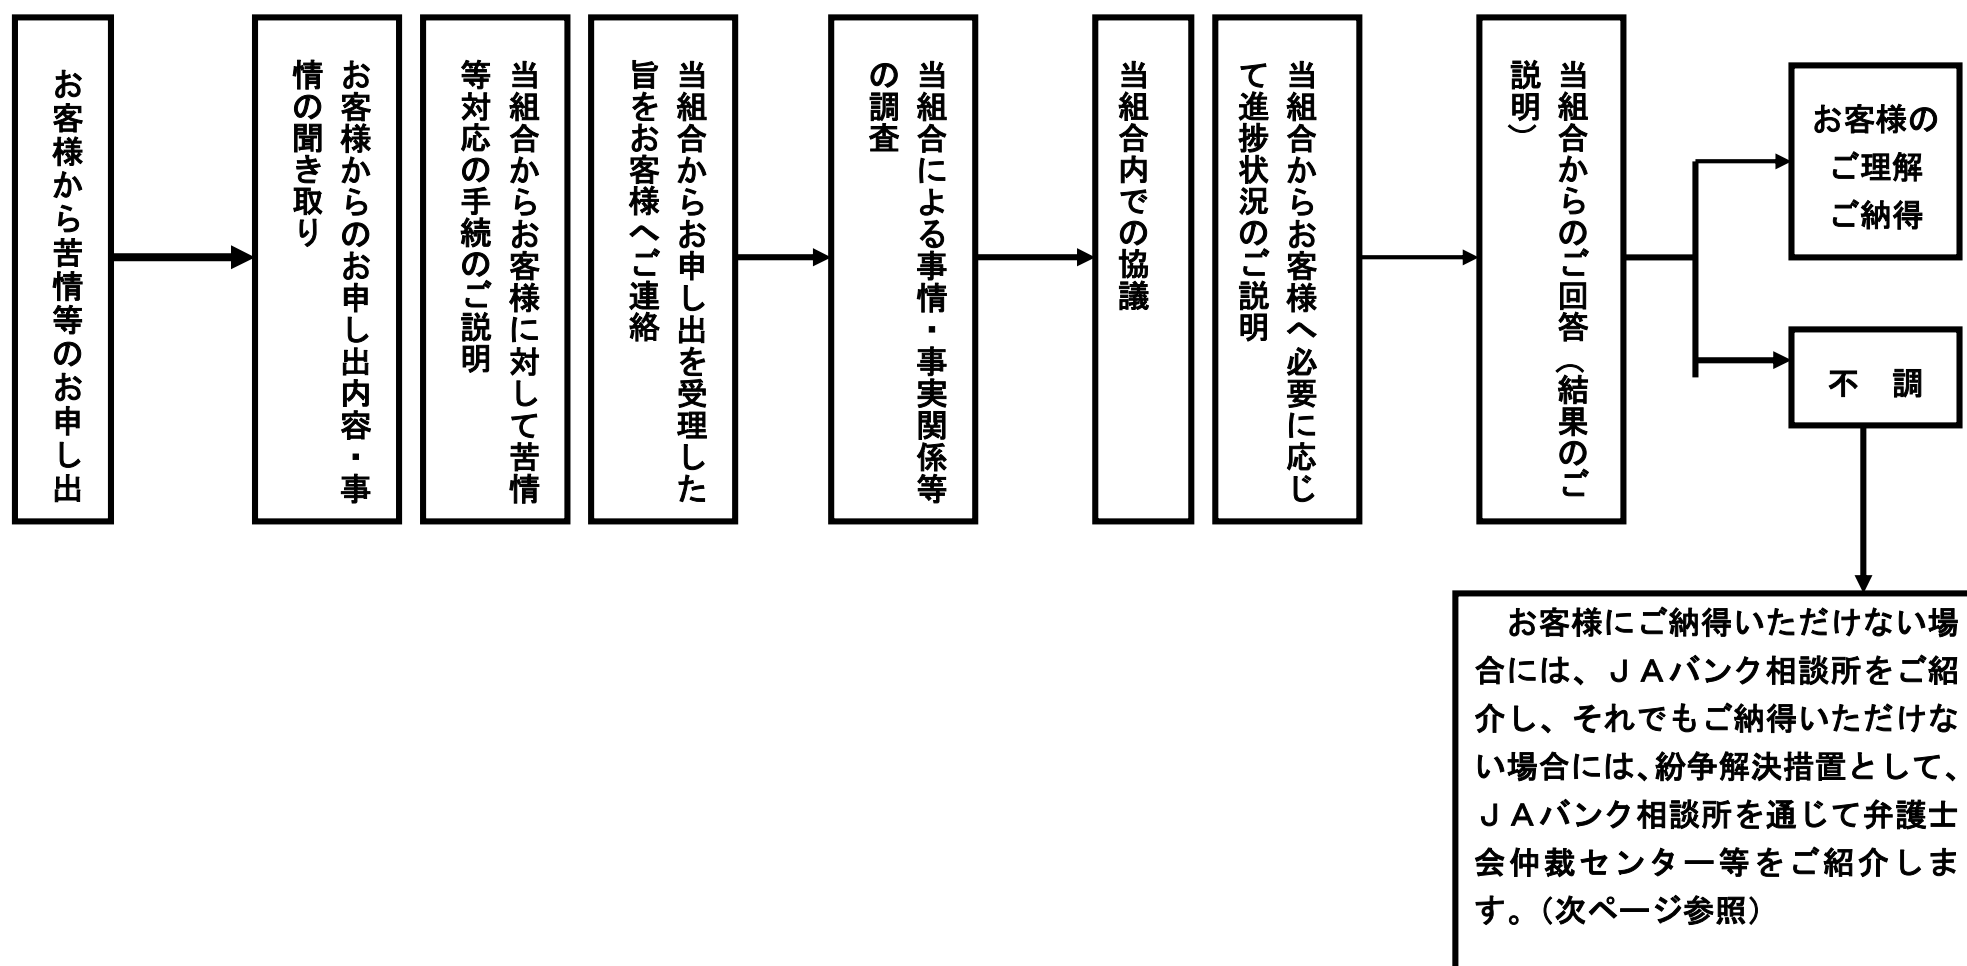 お客様から苦情等のお申し出
お客様からのお申し出内容・事
情の聞き取り
当組合からお客様に対して苦情
等対応の手続のご説明
当組合からお申し出を受理した
旨をお客様へご連絡
当組合による事情・事実関係等
の調査
当組合内での協議
当組合からお客様へ必要に応じ
て進捗状況のご説明
当組合からのご回答（結果のご
説明）
お客様の
ご理解
ご納得
不　調
お客様にご納得いただけない場
合には、ＪＡバンク相談所をご紹
介し、それでもご納得いただけな
い場合には、紛争解決措置として、
ＪＡバンク相談所を通じて弁護士
会仲裁センター等をご紹介しま
す。（次ページ参照）